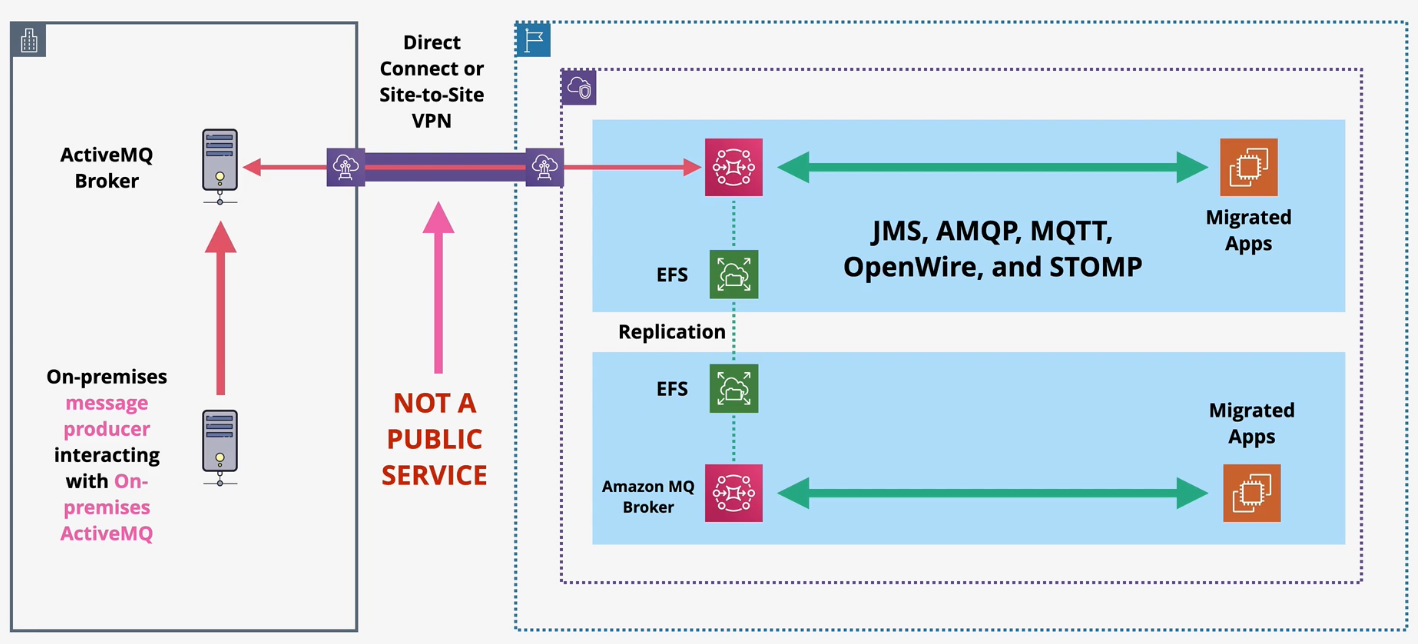 Direct
Connect or
Site-to-Site
VPN
ActiveMQ
Broker
Migrated
Apps
JMS, AMQP, MQTT,
OpenWire, and STOMP
EFS
Replication
On-premises
message
producer
interacting
with On-
premises
ActiveMQ
NOT A
PUBLIC
SERVICE
EFS
Migrated
Apps
Amazon MQ
Broker